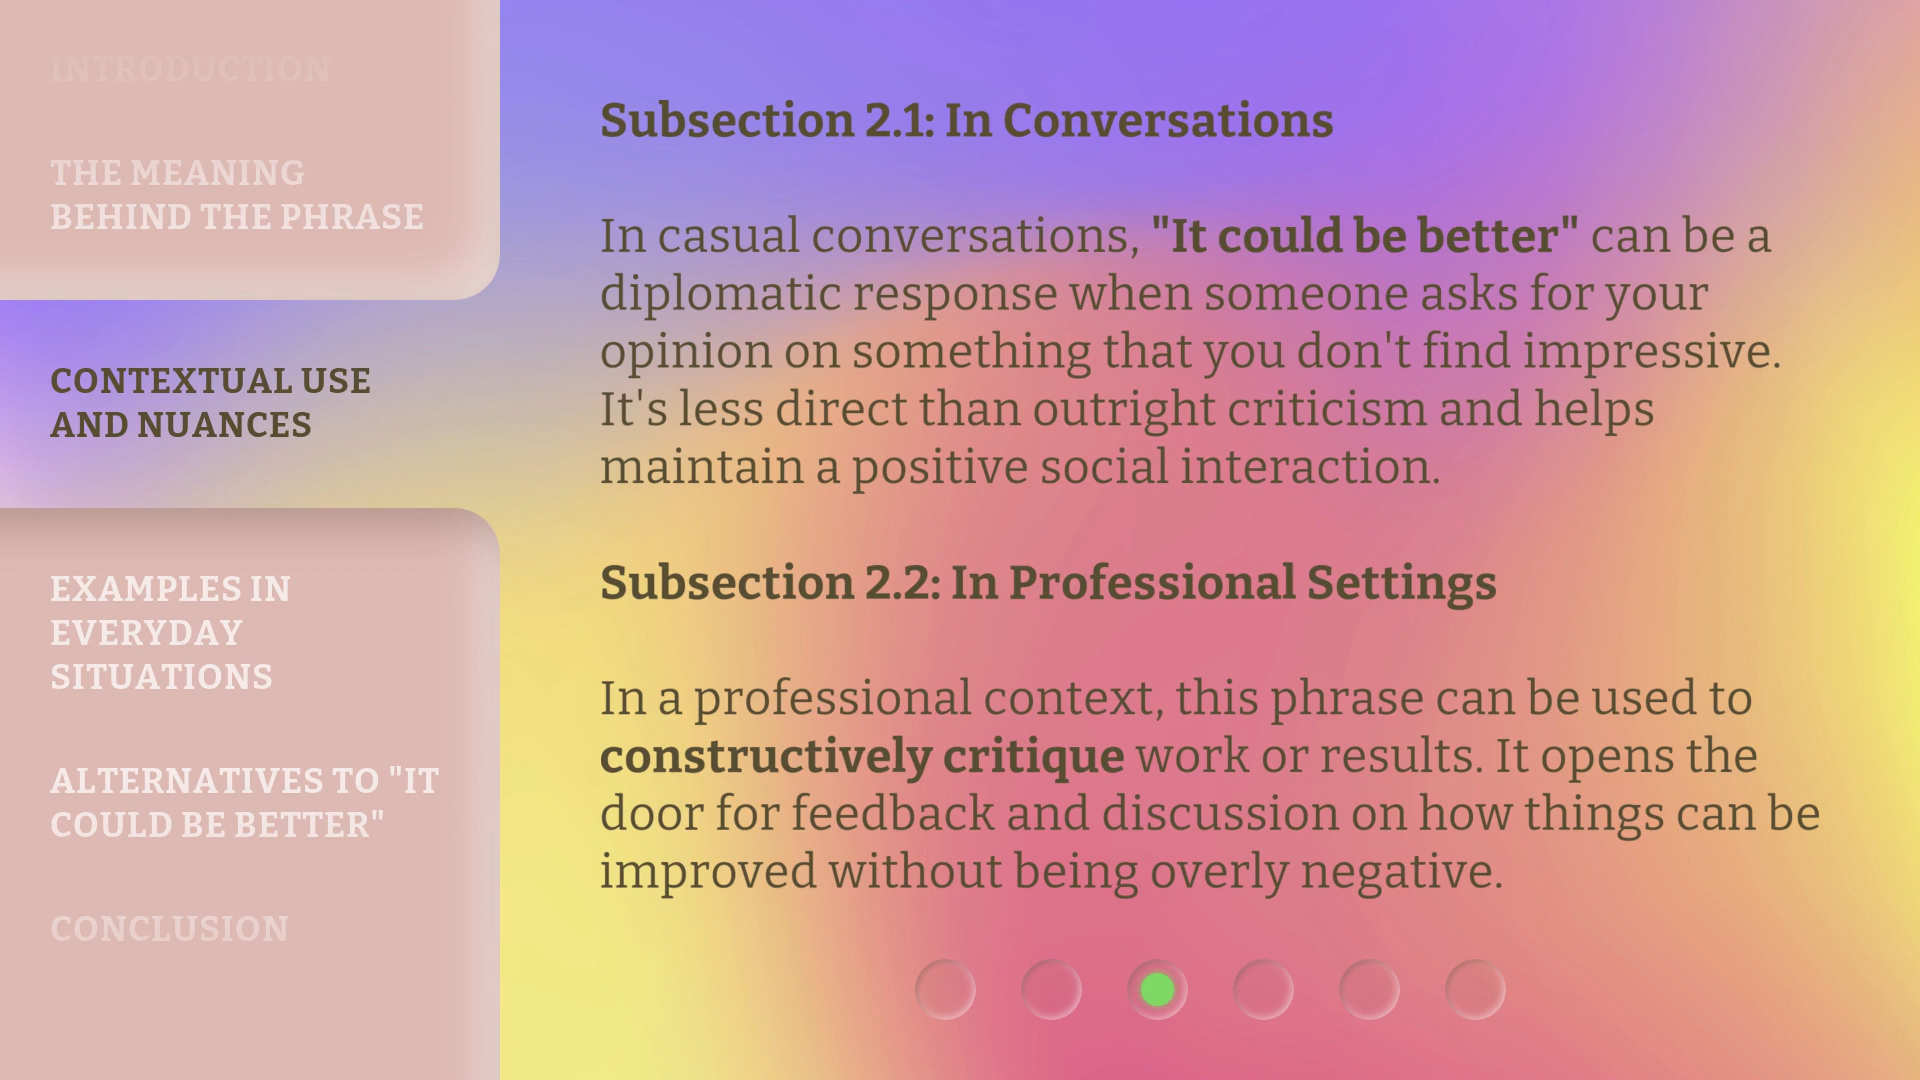 INTRODUCTION
THE MEANING
BEHIND THE PHRASE
CONTEXTUAL USE
AND NUANCES
EXAMPLES IN
EVERYDAY
SITUATIONS
ALTERNATIVES TO "IT
COULD BE BETTER"
CONCLUSION
Subsection 2.1: In Conversations
In casual conversations, "It could be better" can be a
diplomatic response when someone asks for your
opinion on something that you don't find impressive.
It's less direct than outright criticism and helps
maintain a positive social interaction.
Subsection 2.2: In Professional Settings
In a professional context, this phrase can be used to
constructively critique work or results. It opens the
door for feedback and discussion on how things can be
improved without being overly negative.